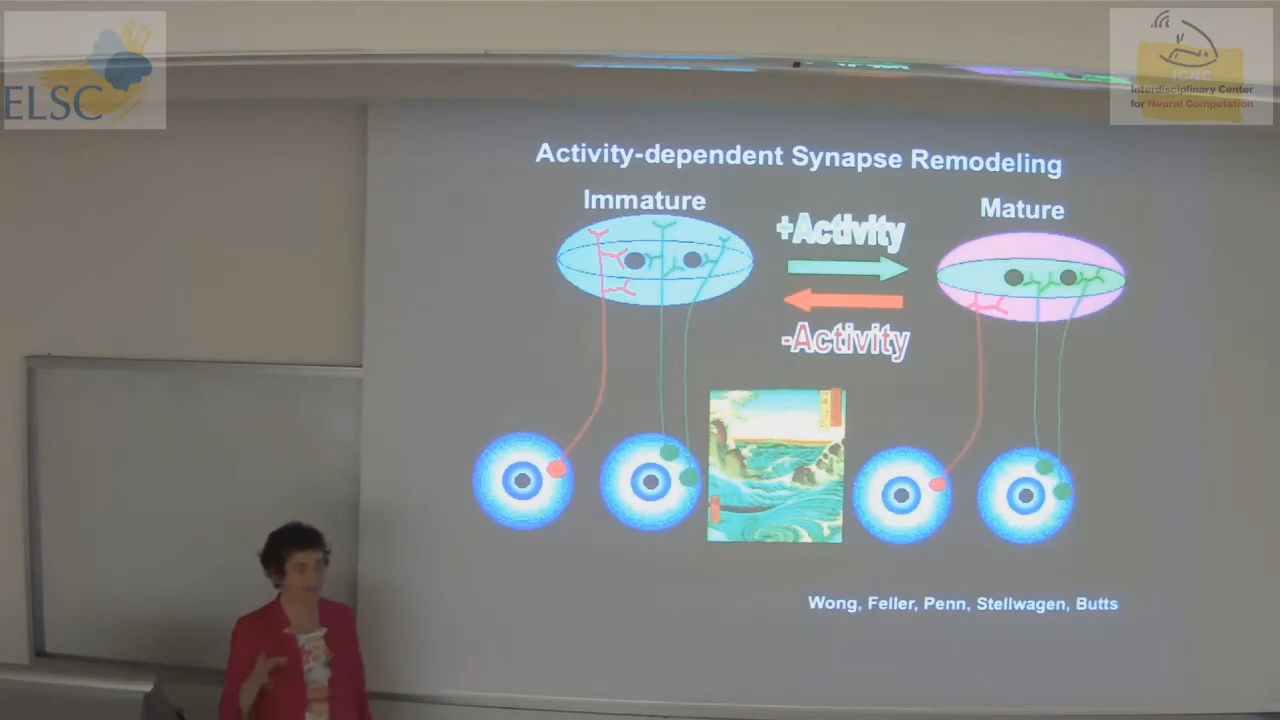 ELSC
ICNC
Interdisciplinary Center
for Neural Computation
Activity-dependent Synapse Remodeling
Immature
+Activity
Mature
-Activity
Wong, Feller, Penn, Stellwagen, Butts